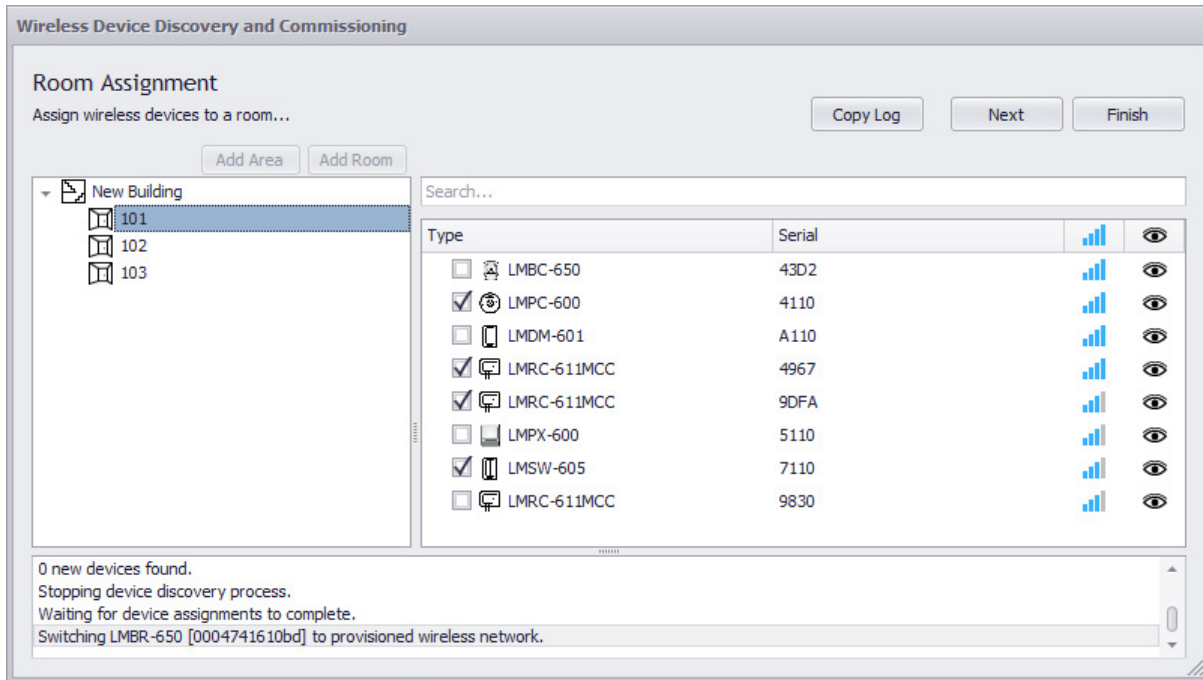 Wireless Device Discovery and Commissioning
Room Assignment
Assign wireless devices to a room...
Copy Log Next Finish
Add Area Add Room
New Building
101
102
103
Search...
Type Serial
LMBC-650 43D2
LMPC-600 4110
LMDM-601 A110
LMRC-611MCC 4967
LMRC-611MCC 9DFA
LMPX-600 5110
LMSW-605 7110
LMRC-611MCC 9830
0 new devices found.
Stopping device discovery process.
Waiting for device assignments to complete.
Switching LMBR-650 [0004741610bd] to provisioned wireless network.